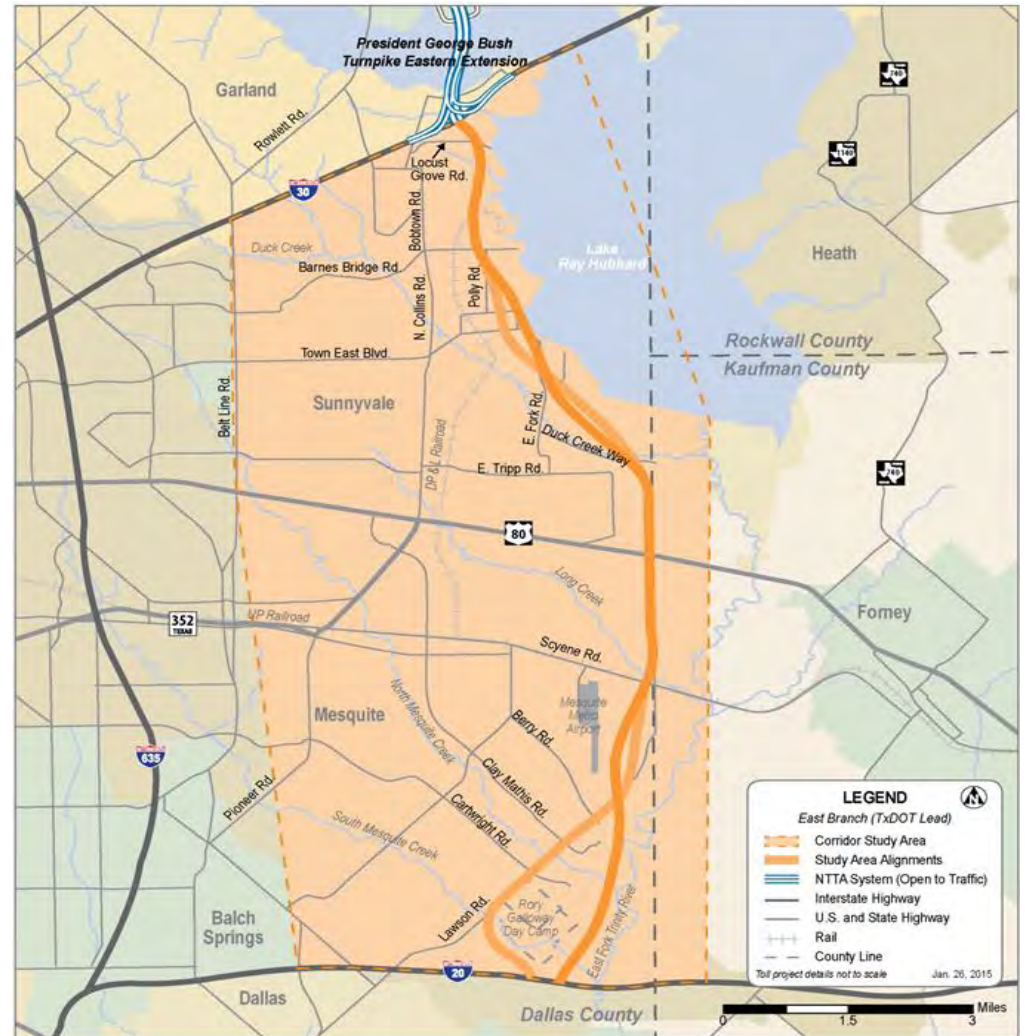 President George Bush
Turnpike Eastern Extension
Garland
Rowlett Rd.
740
1140
Locust
Grove Rd.
30
Bobtown Rd.
Duck Creek
Barnes Bridge Rd.
N. Collins Rd.
Polly Rd.
Lake
Ray Hubbard
Heath
Rockwall County
Kaufman County
Town East Blvd.
Belt Line Rd.
Sunnyvale
DP & L Railroad
E. Fork Rd.
Duck Creek Way
E. Tripp Rd.
740
80
Long Creek
Forney
352
TEXAS
UP Railroad
Scyene Rd.
Mesquite
North Mesquite Creek
Mesquite
Metro
Airport
Berry Rd.
635
Clay Mathis Rd.
Pioneer Rd.
Cartwright Rd.
South Mesquite Creek
Balch
Springs
Lawson Rd.
Rory
Galloway
Day Camp
East Fork Trinity River
20
Dallas
Dallas County
LEGEND
N
East Branch (TxDOT Lead)
Corridor Study Area
Study Area Alignments
NTTA System (Open to Traffic)
Interstate Highway
U.S. and State Highway
Rail
County Line
Toll project details not to scale
Jan. 26, 2015
Miles
0 1.5 3